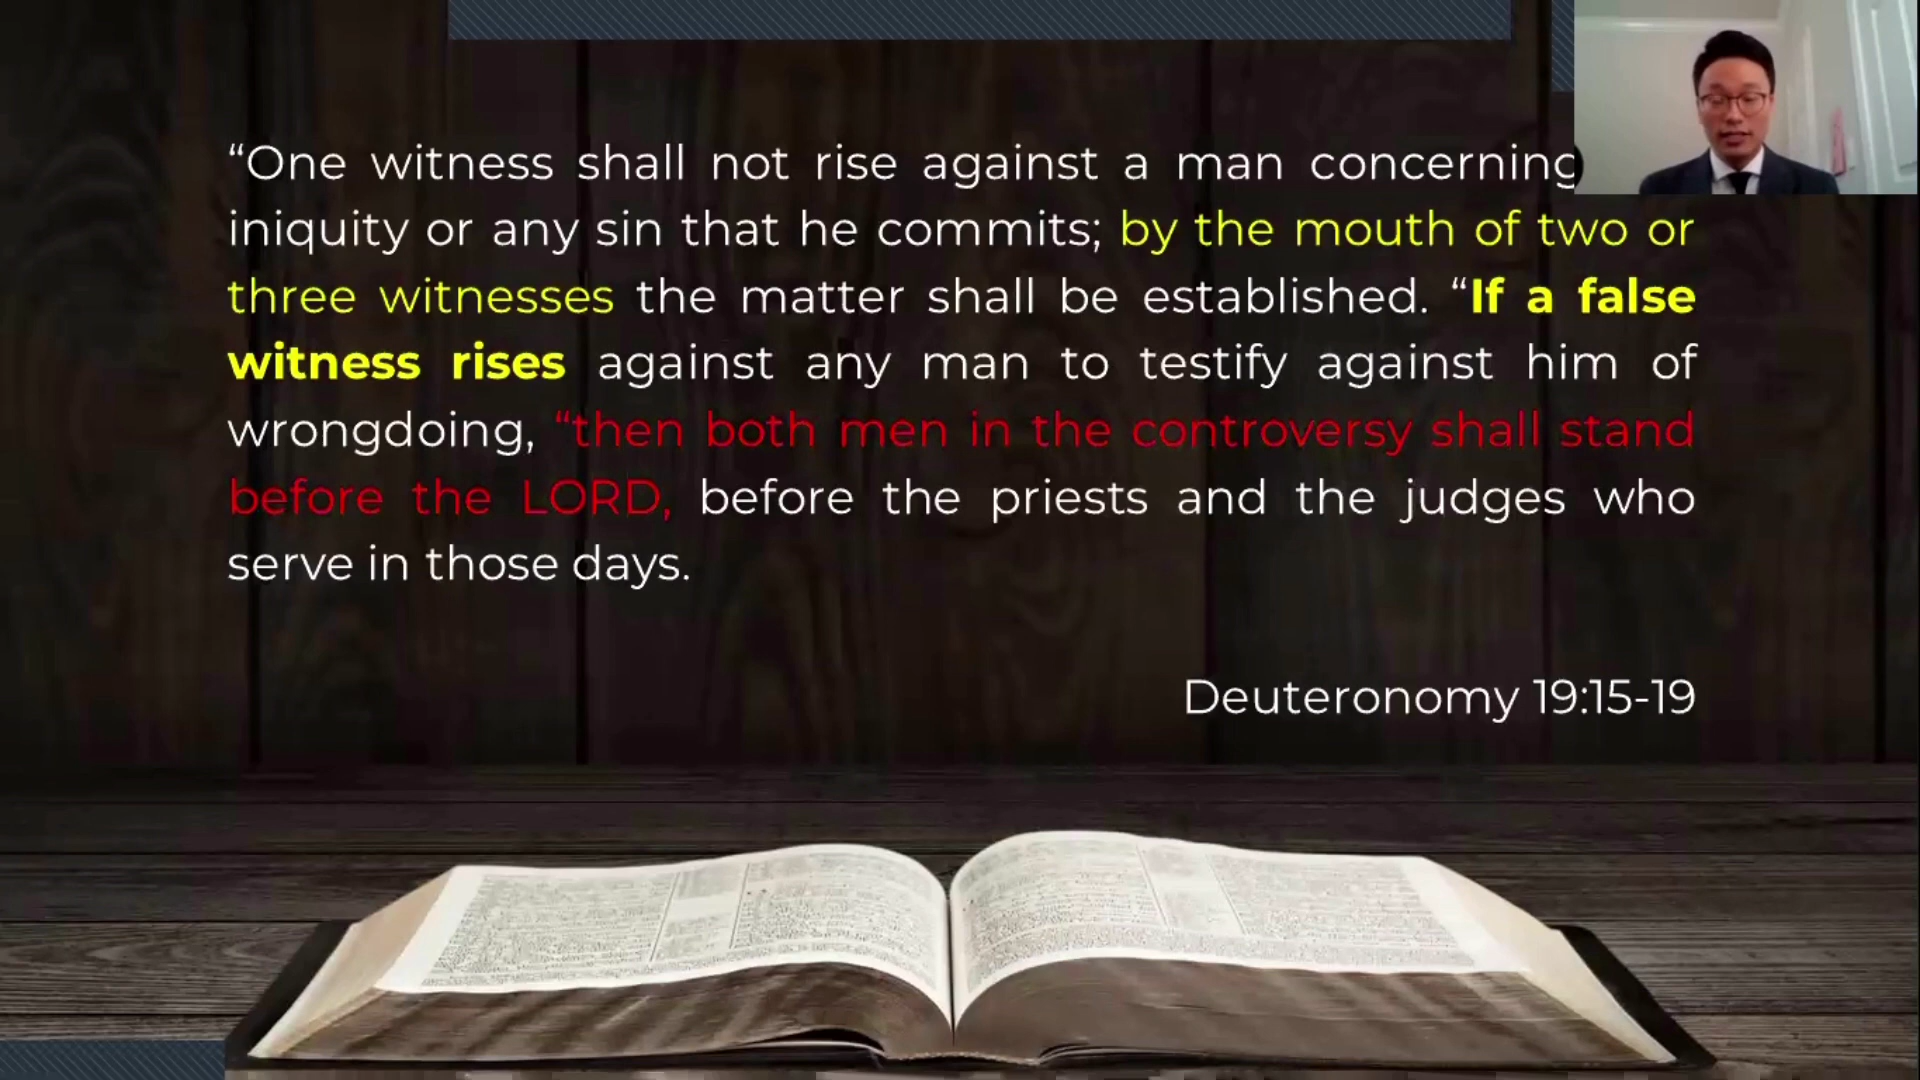 “One witness shall not rise against a man concerning
iniquity or any sin that he commits; by the mouth of two or
three witnesses the matter shall be established. “If a false
witness rises against any man to testify against him of
wrongdoing, “then both men in the controversy shall stand
before the LORD, before the priests and the judges who
serve in those days.
Deuteronomy 19:15-19